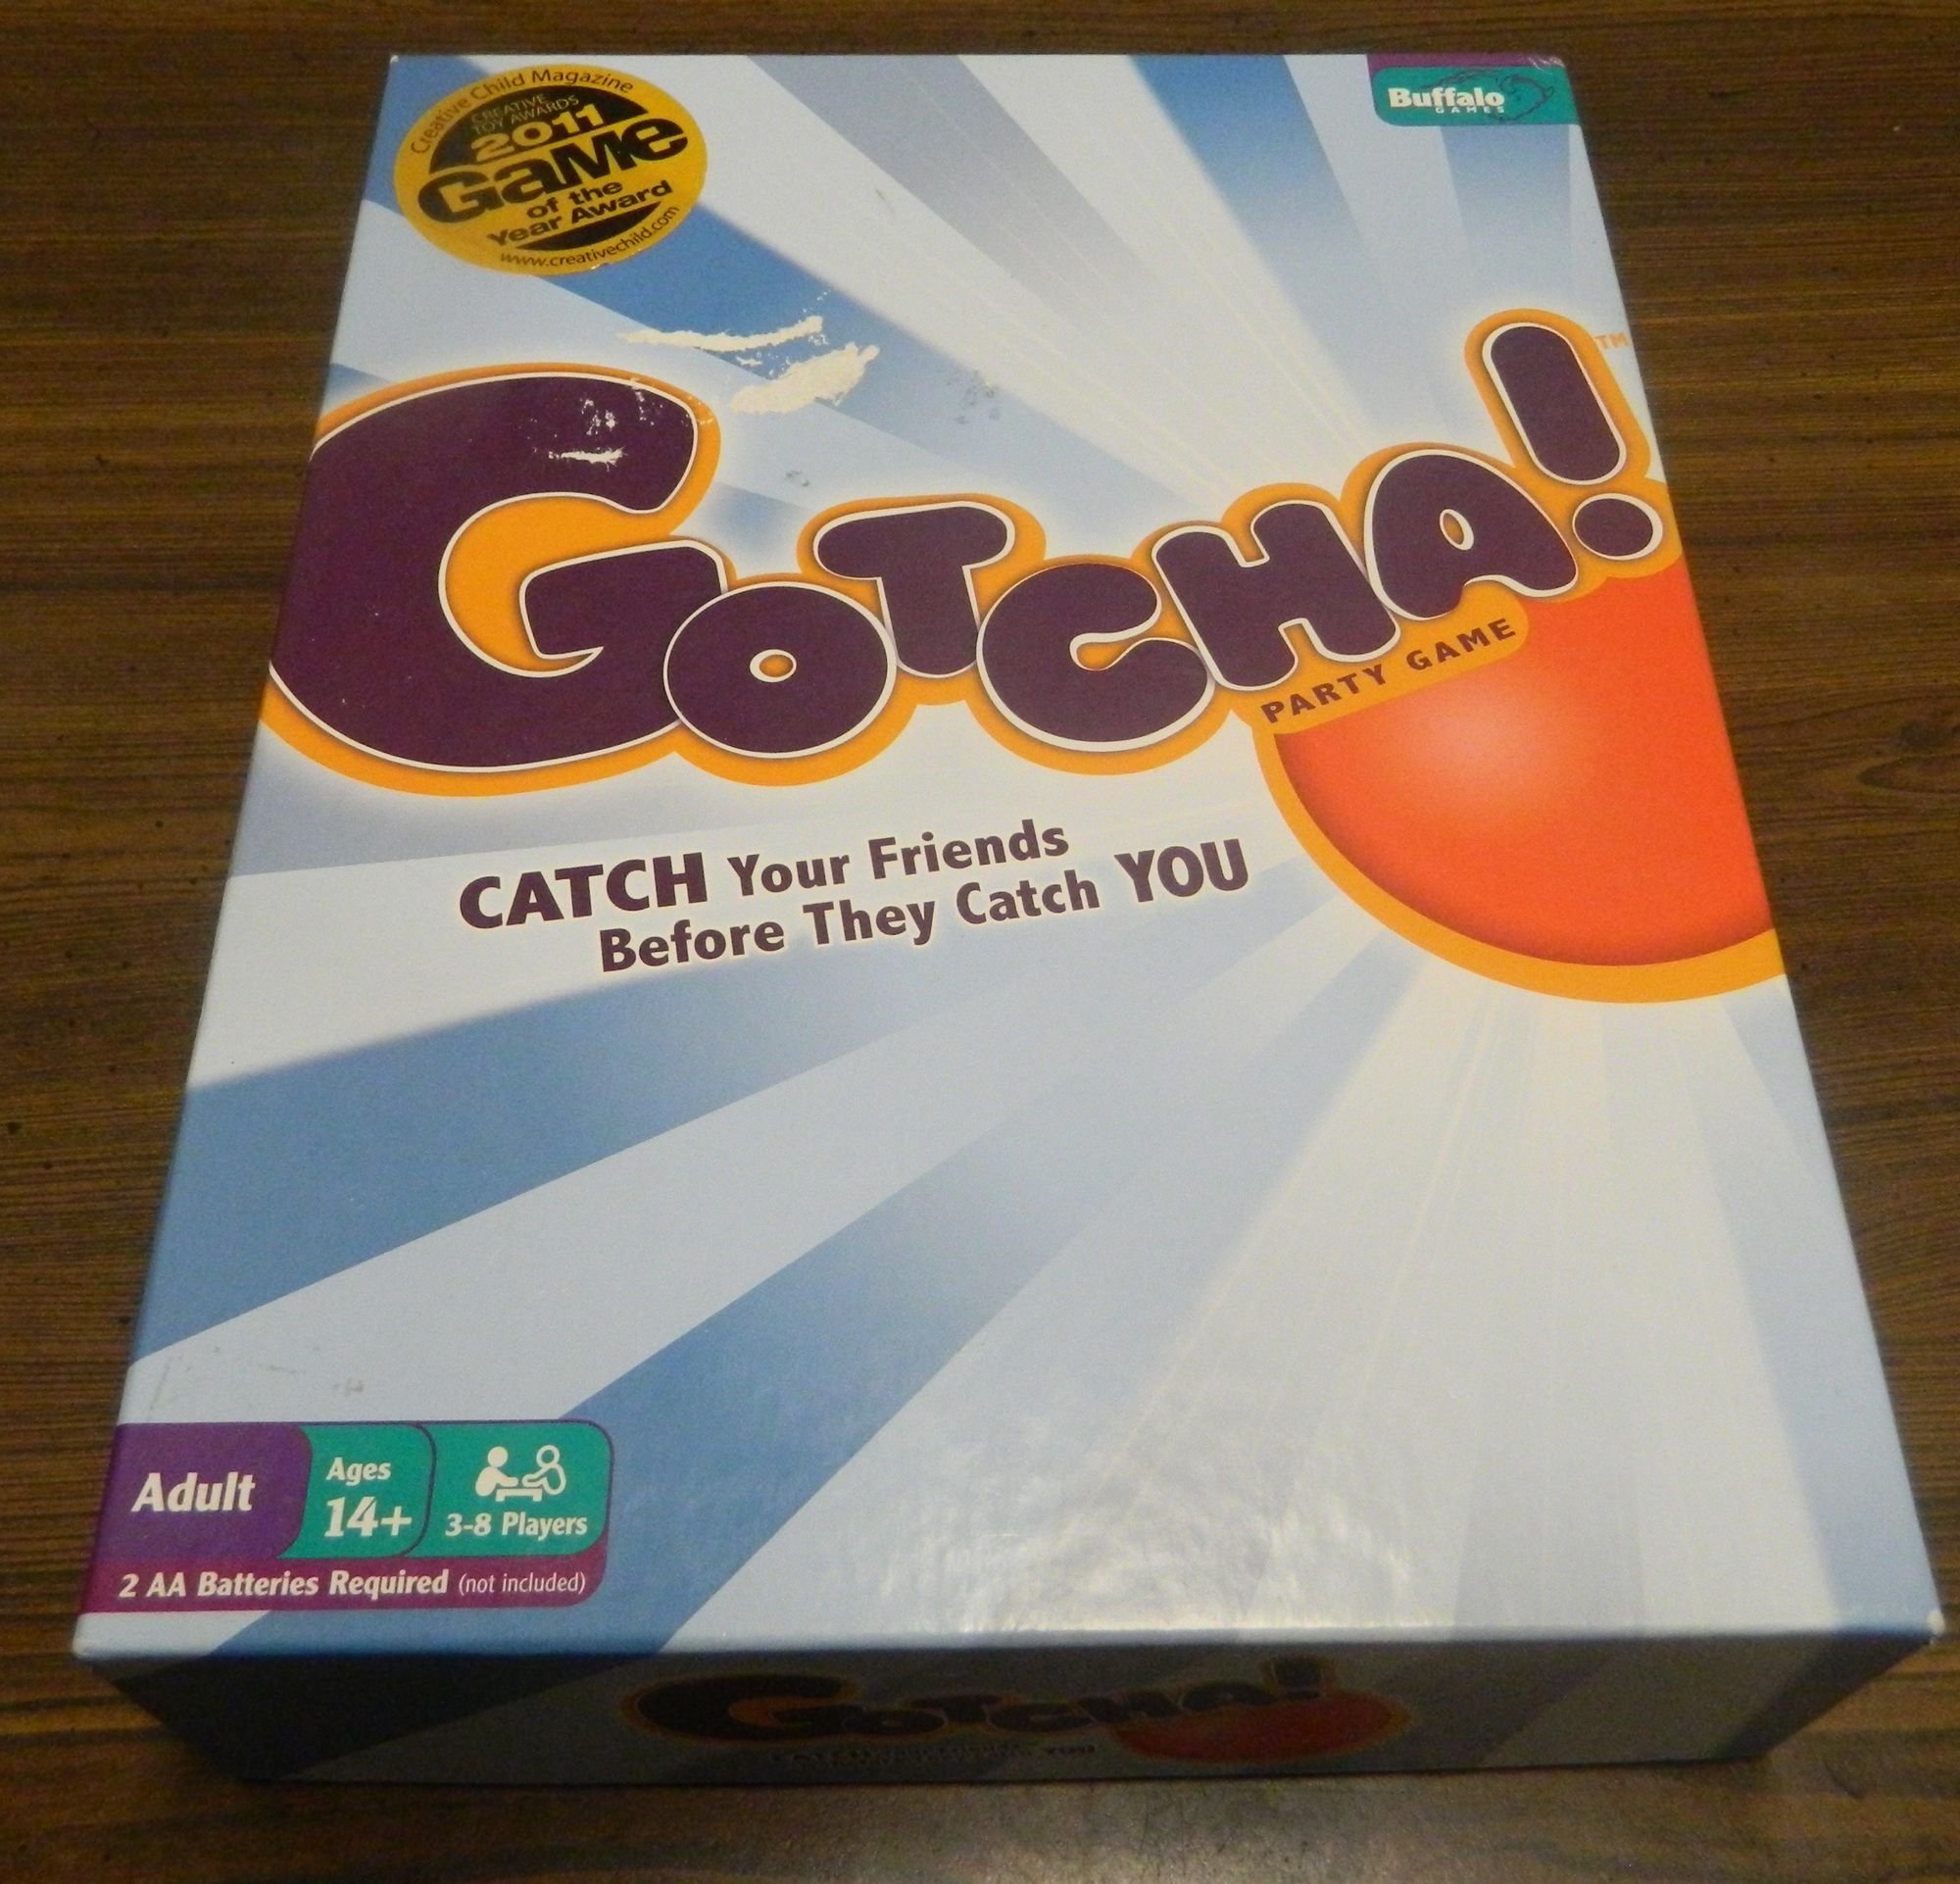 Creative Child Magazine
CREATIVE
TOY AWARDS
2011
Game
of the
Year Award
www.creativechild.com
Buffalo
GAMES
GOTCHA!™
PARTY GAME
CATCH Your Friends
Before They Catch YOU
Adult
Ages
14+
3-8 Players
2 AA Batteries Required (not included)
GOTCHA!
YOU